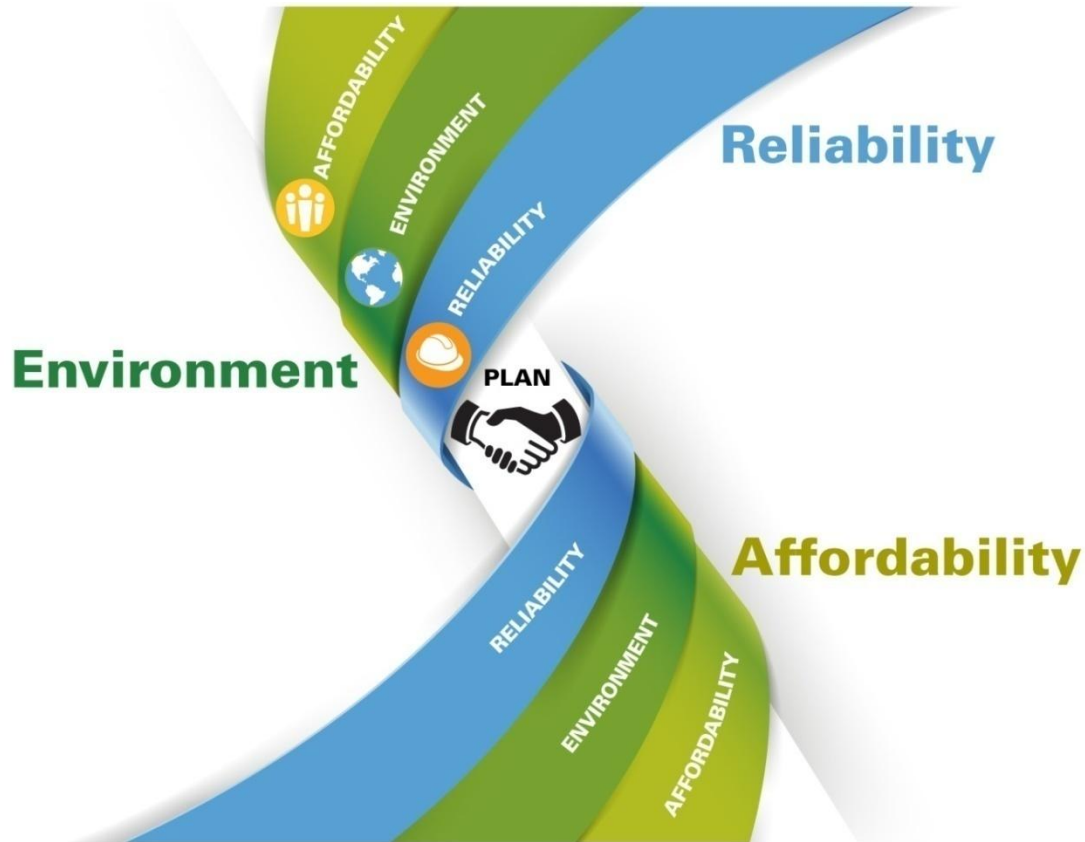 AFFORDABILITY
ENVIRONMENT
Reliability
RELIABILITY
Environment
PLAN
Affordability
RELIABILITY
ENVIRONMENT
AFFORDABILITY